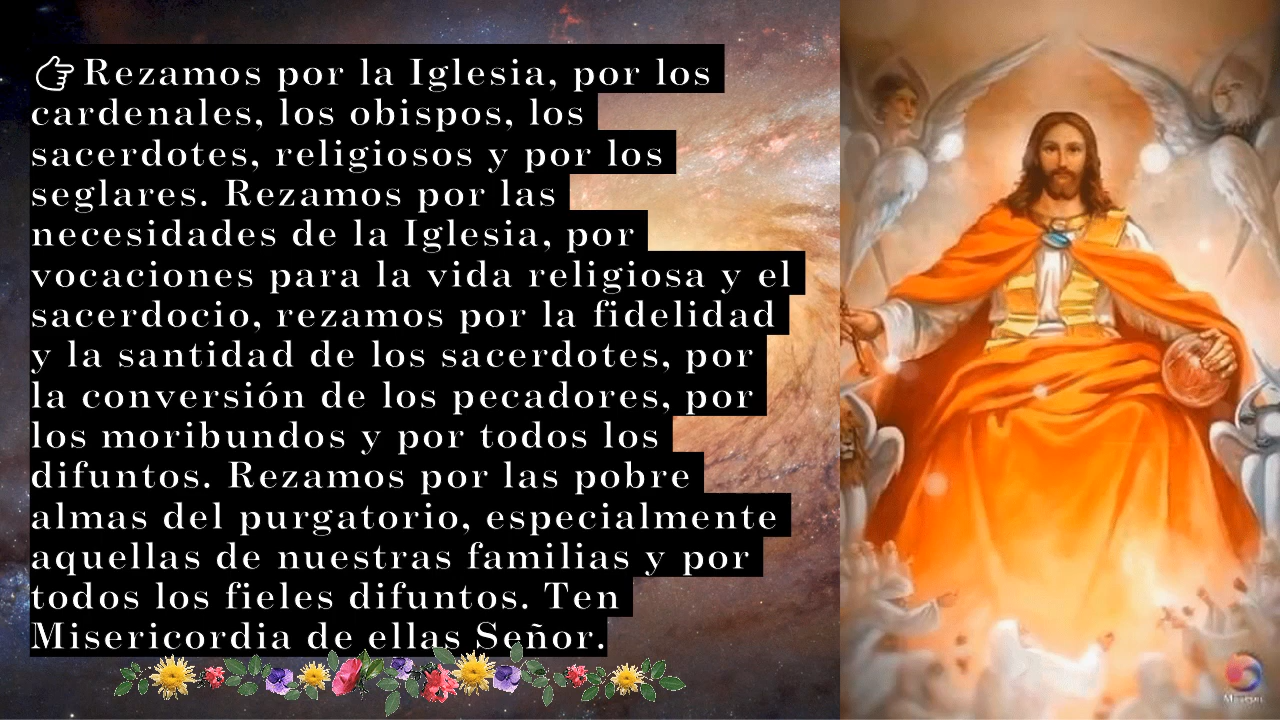 👉Rezamos por la Iglesia, por los
cardenales, los obispos, los
sacerdotes, religiosos y por los
seglares. Rezamos por las
necesidades de la Iglesia, por
vocaciones para la vida religiosa y el
sacerdocio, rezamos por la fidelidad
y la santidad de los sacerdotes, por
la conversión de los pecadores, por
los moribundos y por todos los
difuntos. Rezamos por las pobre
almas del purgatorio, especialmente
aquellas de nuestras familias y por
todos los fieles difuntos. Ten
Misericordia de ellas Señor.